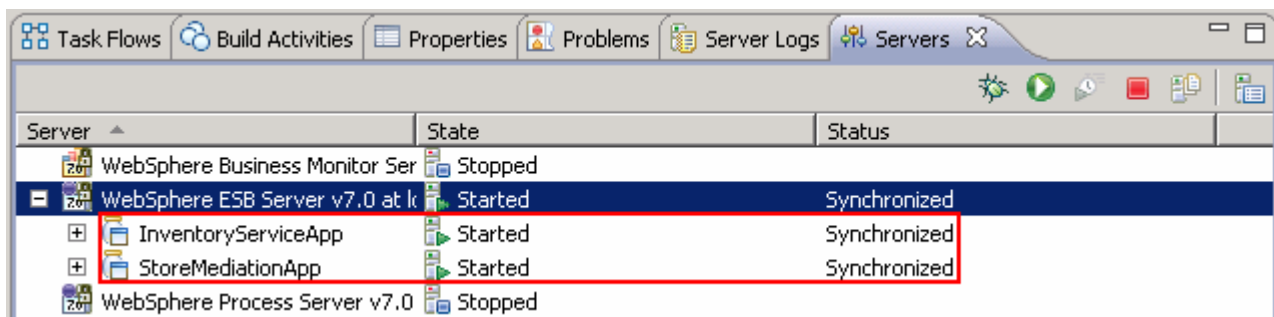 Task Flows Build Activities Properties Problems Server Logs Servers
Server State Status
WebSphere Business Monitor Ser Stopped
WebSphere ESB Server v7.0 at Started Synchronized
InventoryServiceApp Started Synchronized
StoreMediationApp Started Synchronized
WebSphere Process Server v7.0 Stopped